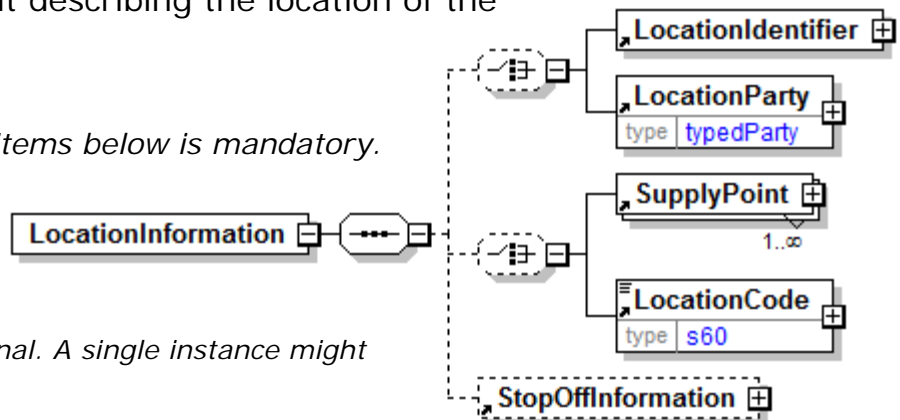 t describing the location of the
LocationIdentifier
LocationParty
type typedParty
items below is mandatory.
SupplyPoint
1..∞
LocationInformation
LocationCode
type s60
nal. A single instance might
StopOffInformation